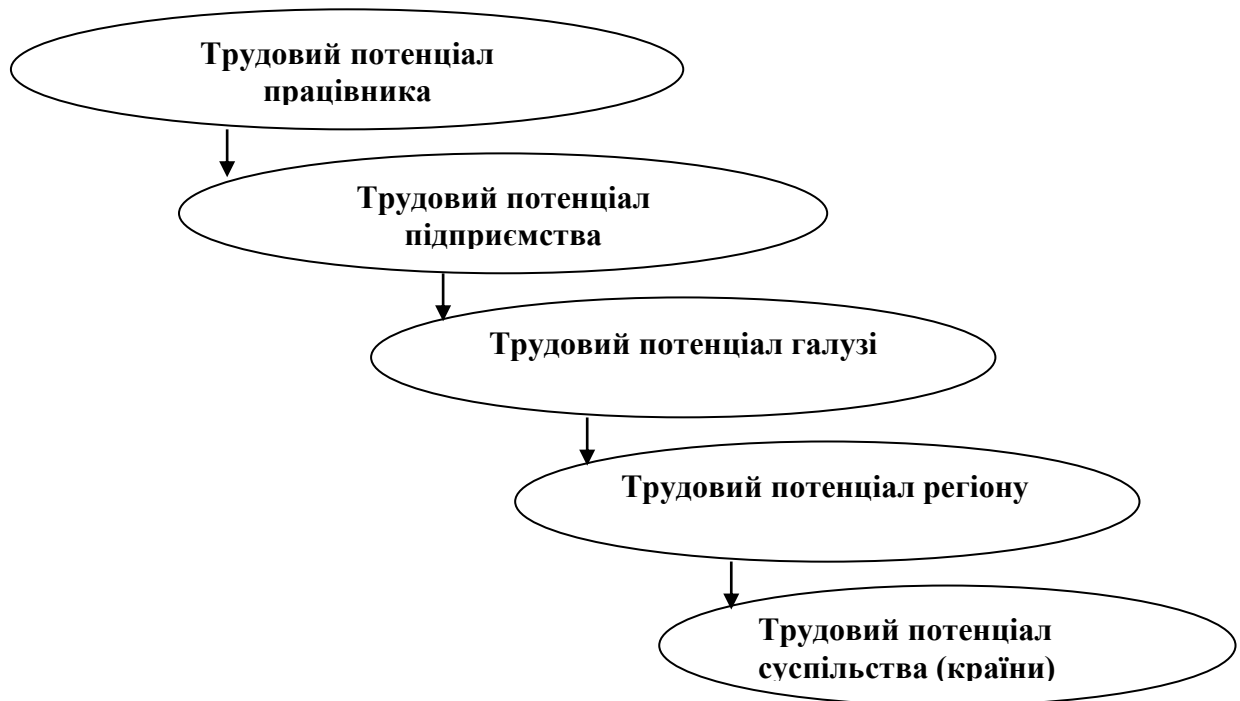 Трудовий потенціал
працівника
Трудовий потенціал
підприємства
Трудовий потенціал галузі
Трудовий потенціал регіону
Трудовий потенціал
суспільства (країни)